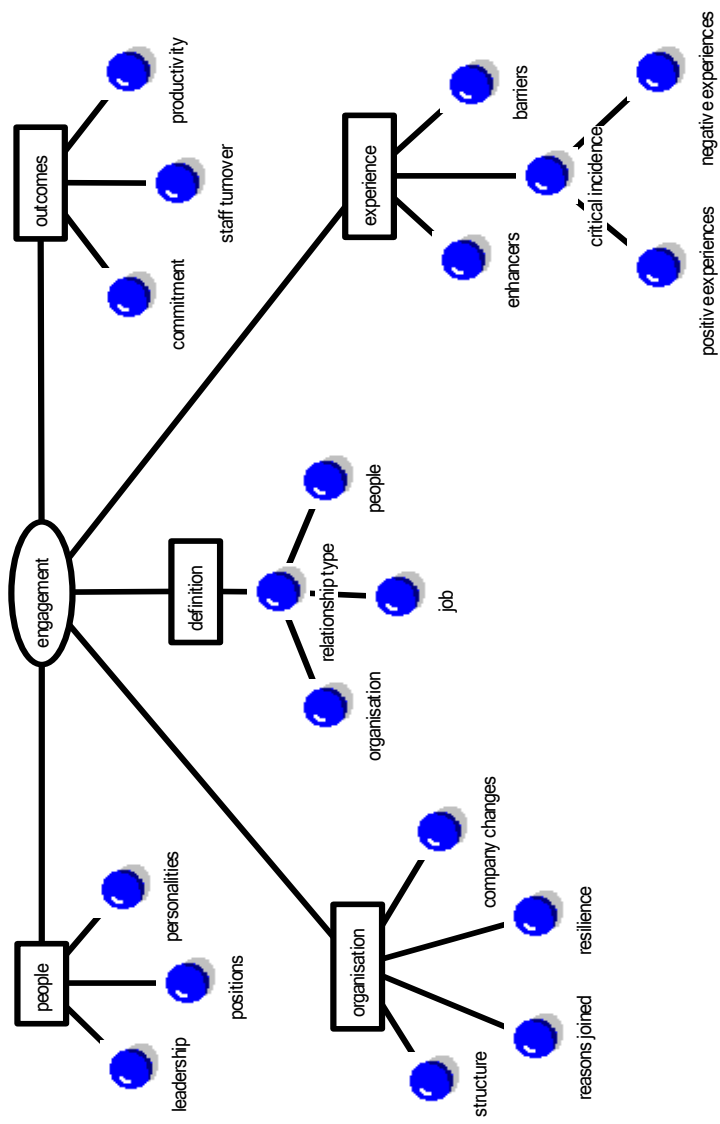 engagement
people
outcomes
leadership
positions
personalities
definition
commitment
staff turnover
productivity
relationship type
organisation
job
people
organisation
experience
structure
reasons joined
resilience
company changes
enhancers
barriers
critical incidence
positive experiences
negative experiences